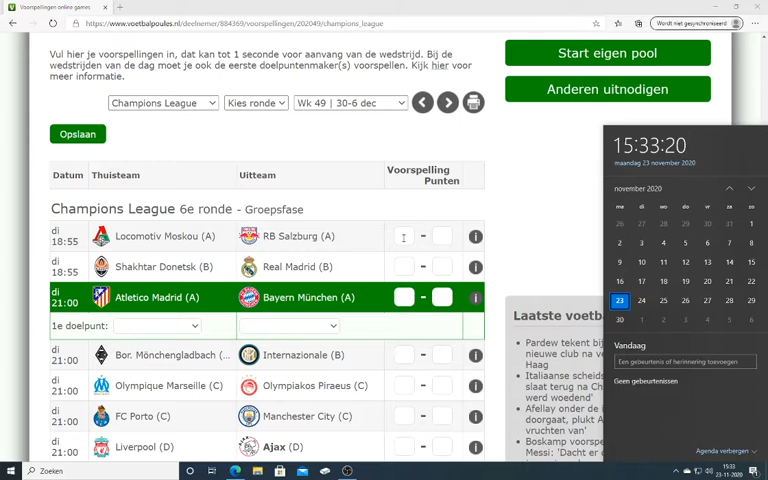 Voorspellingen online games
https://www.voetbalpoules.nl/deelnemer/884369/voorspellingen/202049/champions_league
Wordt niet gesynchroniseerd
Vul hier je voorspellingen in, dat kan tot 1 seconde voor aanvang van de wedstrijd. Bij de
wedstrijden van de dag moet je ook de eerste doelpuntenmaker(s) voorspellen. Kijk hier voor
meer informatie.
Champions League
Kies ronde
Wk 49 | 30-6 dec
Opslaan
Datum Thuisteam Uitteam Voorspelling
Punten
Champions League 6e ronde - Groepsfase
di
18:55 Locomotiv Moskou (A) RB Salzburg (A) - i
di
18:55 Shakhtar Donetsk (B) Real Madrid (B) - i
di
21:00 Atletico Madrid (A) Bayern München (A) - i
1e doelpunt:
di
21:00 Bor. Mönchengladbach (... Internazionale (B) - i
di
21:00 Olympique Marseille (C) Olympiakos Piraeus (C) - i
di
21:00 FC Porto (C) Manchester City (C) - i
di
21:00 Liverpool (D) Ajax (D) - i
Start eigen pool
Anderen uitnodigen
Laatste voetb
Pardew tekent bij
nieuwe club na ve
Haag
Italiaanse scheids
slaat terug na Ch
werd woedend'
Afellay onder de i
doorgaat, plukt A
vruchten van'
Boskamp voorspe
Messi: 'Dacht er d
15:33:20
maandag 23 november 2020
november 2020
ma di wo do vr za zo
26 27 28 29 30 31 1
2 3 4 5 6 7 8
9 10 11 12 13 14 15
16 17 18 19 20 21 22
23 24 25 26 27 28 29
30 1 2 3 4 5 6
Vandaag
Een gebeurtenis of herinnering toevoegen
Geen gebeurtenissen
Agenda verbergen
Zoeken
15:33
23-11-2020